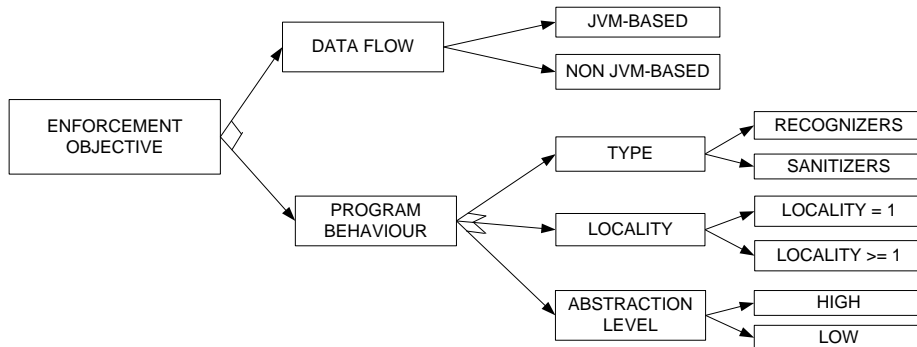 ENFORCEMENT
OBJECTIVE
DATA FLOW
JVM-BASED
NON JVM-BASED
PROGRAM
BEHAVIOUR
TYPE
RECOGNIZERS
SANITIZERS
LOCALITY
LOCALITY = 1
LOCALITY >= 1
ABSTRACTION
LEVEL
HIGH
LOW